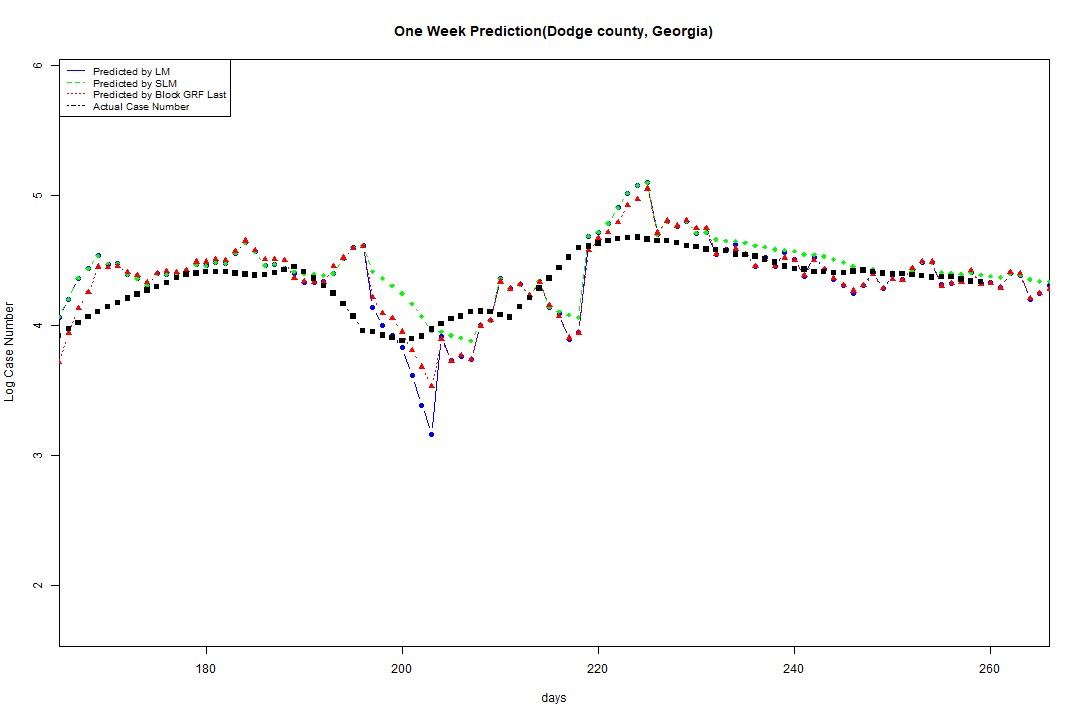 One Week Prediction(Dodge county, Georgia)
Predicted by LM
Predicted by SLM
Predicted by Block GRF Last
Actual Case Number
6
5
4
3
2
Log Case Number
180 200 220 240 260
days